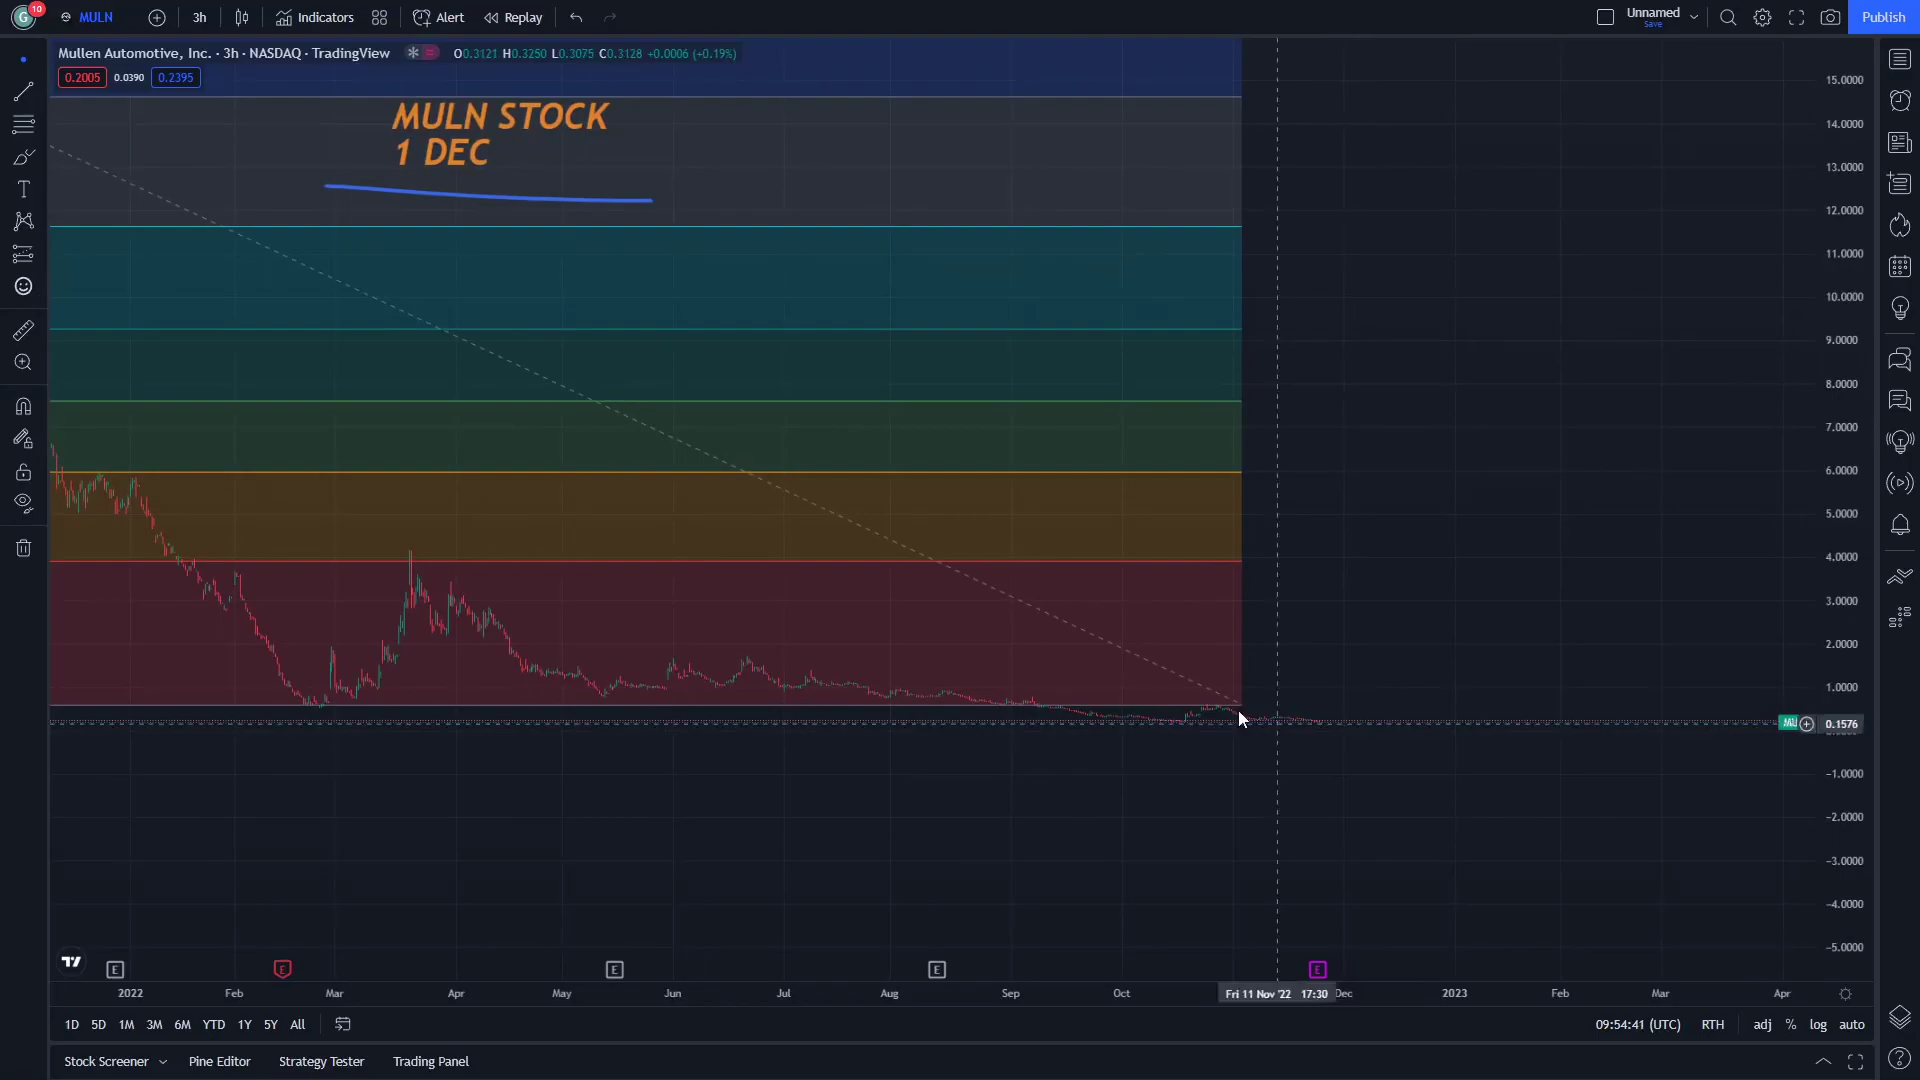 G 10 MULN 3h Indicators Alert Replay Unnamed Save Publish
Mullen Automotive, Inc. · 3h · NASDAQ · TradingView O0.3121 H0.3250 L0.3075 C0.3128 +0.0006 (+0.19%)
0.2005 0.0390 0.2395
MULN STOCK
1 DEC
15.0000
14.0000
13.0000
12.0000
11.0000
10.0000
9.0000
8.0000
7.0000
6.0000
5.0000
4.0000
3.0000
2.0000
1.0000
0.1576
−1.0000
−2.0000
−3.0000
−4.0000
−5.0000
E E E E E
2022 Feb Mar Apr May Jun Jul Aug Sep Oct Fri 11 Nov '22 17:30 Dec 2023 Feb Mar Apr
1D 5D 1M 3M 6M YTD 1Y 5Y All 09:54:41 (UTC) RTH adj % log auto
Stock Screener Pine Editor Strategy Tester Trading Panel